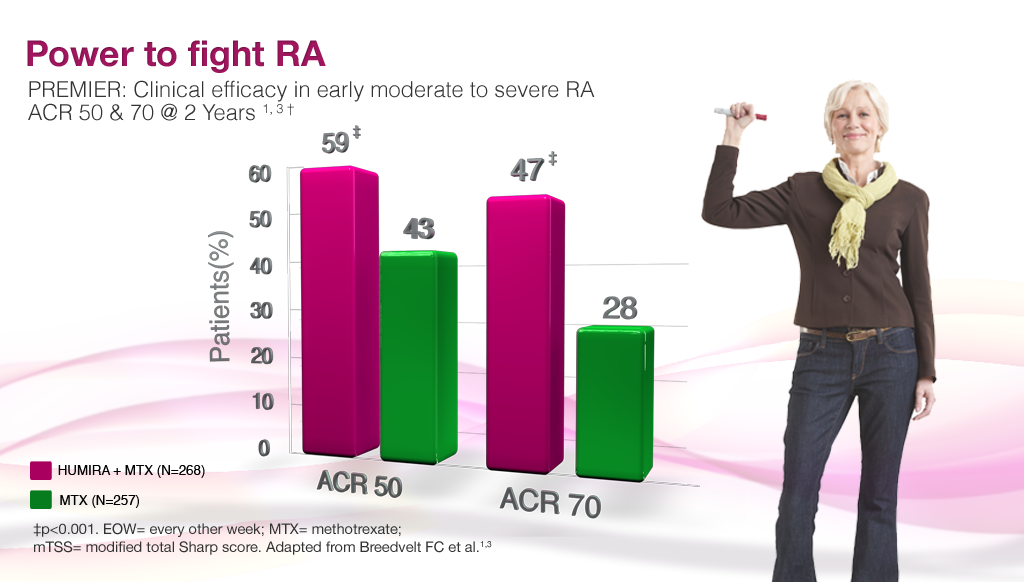 Power to fight RA
PREMIER: Clinical efficacy in early moderate to severe RA
ACR 50 & 70 @ 2 Years 1, 3 †
59‡
47‡
43
28
Patients(%)
60
50
40
30
20
10
0
ACR 50
ACR 70
HUMIRA + MTX (N=268)
MTX (N=257)
‡p<0.001. EOW= every other week; MTX= methotrexate;
mTSS= modified total Sharp score. Adapted from Breedvelt FC et al.1,3